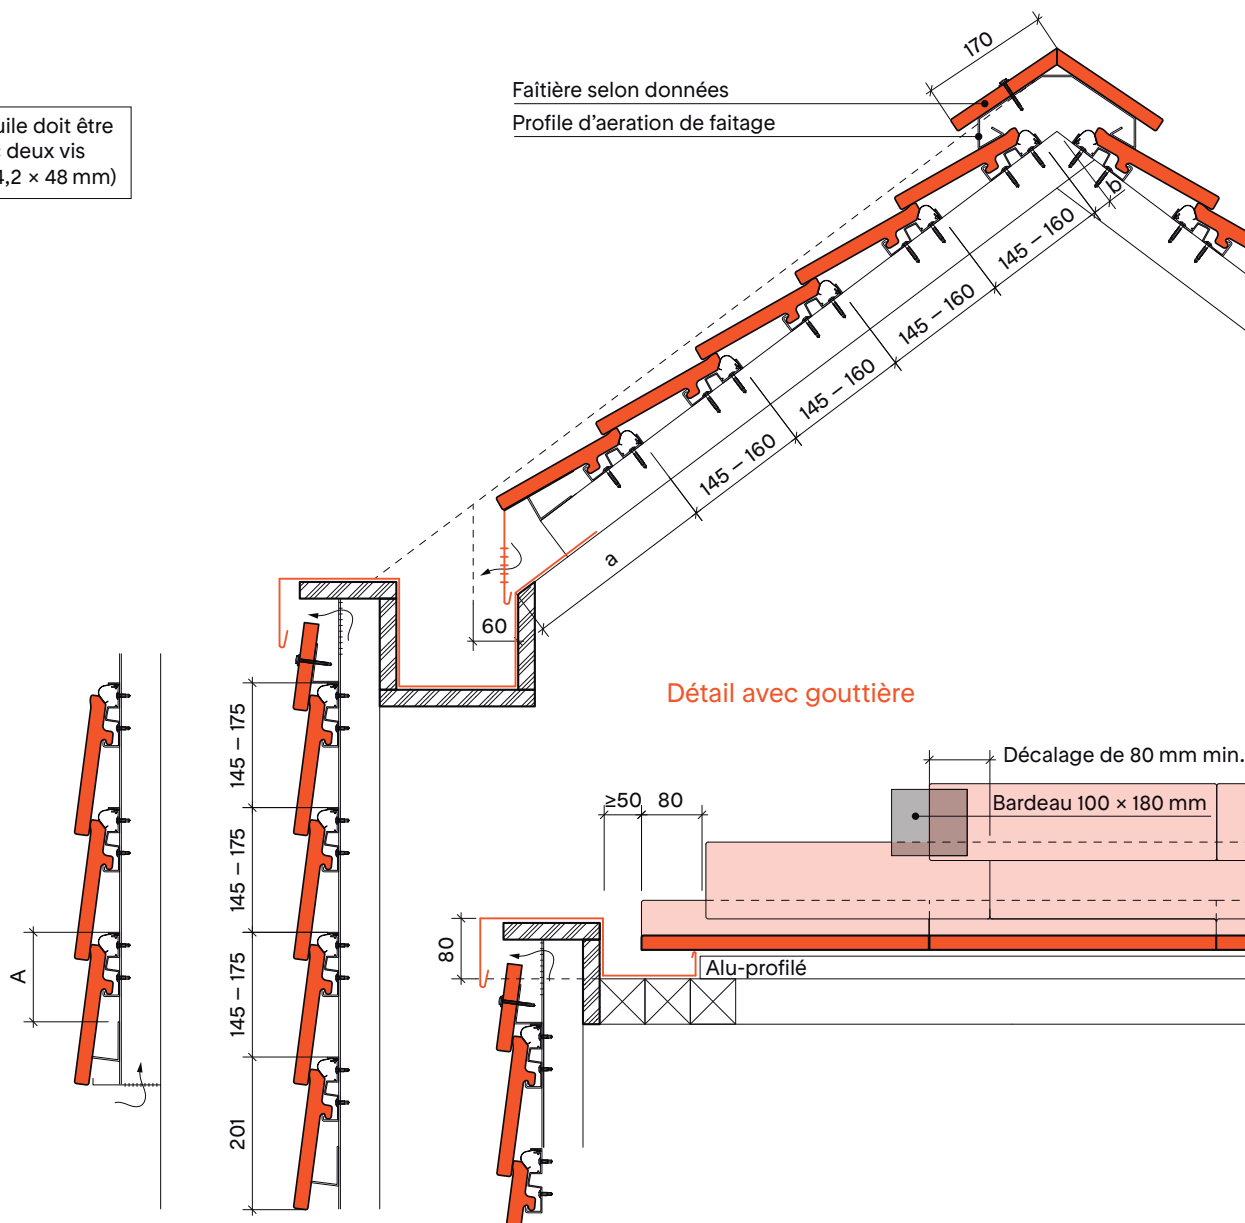 uile doit être
deux vis
4,2 × 48 mm)
Faîtière selon données
Profile d'aeration de faitage
170
b
145 – 160
145 – 160
145 – 160
145 – 160
a
60
145 – 175
145 – 175
145 – 175
201
A
Détail avec gouttière
Décalage de 80 mm min.
Bardeau 100 × 180 mm
≥50
80
80
Alu-profilé